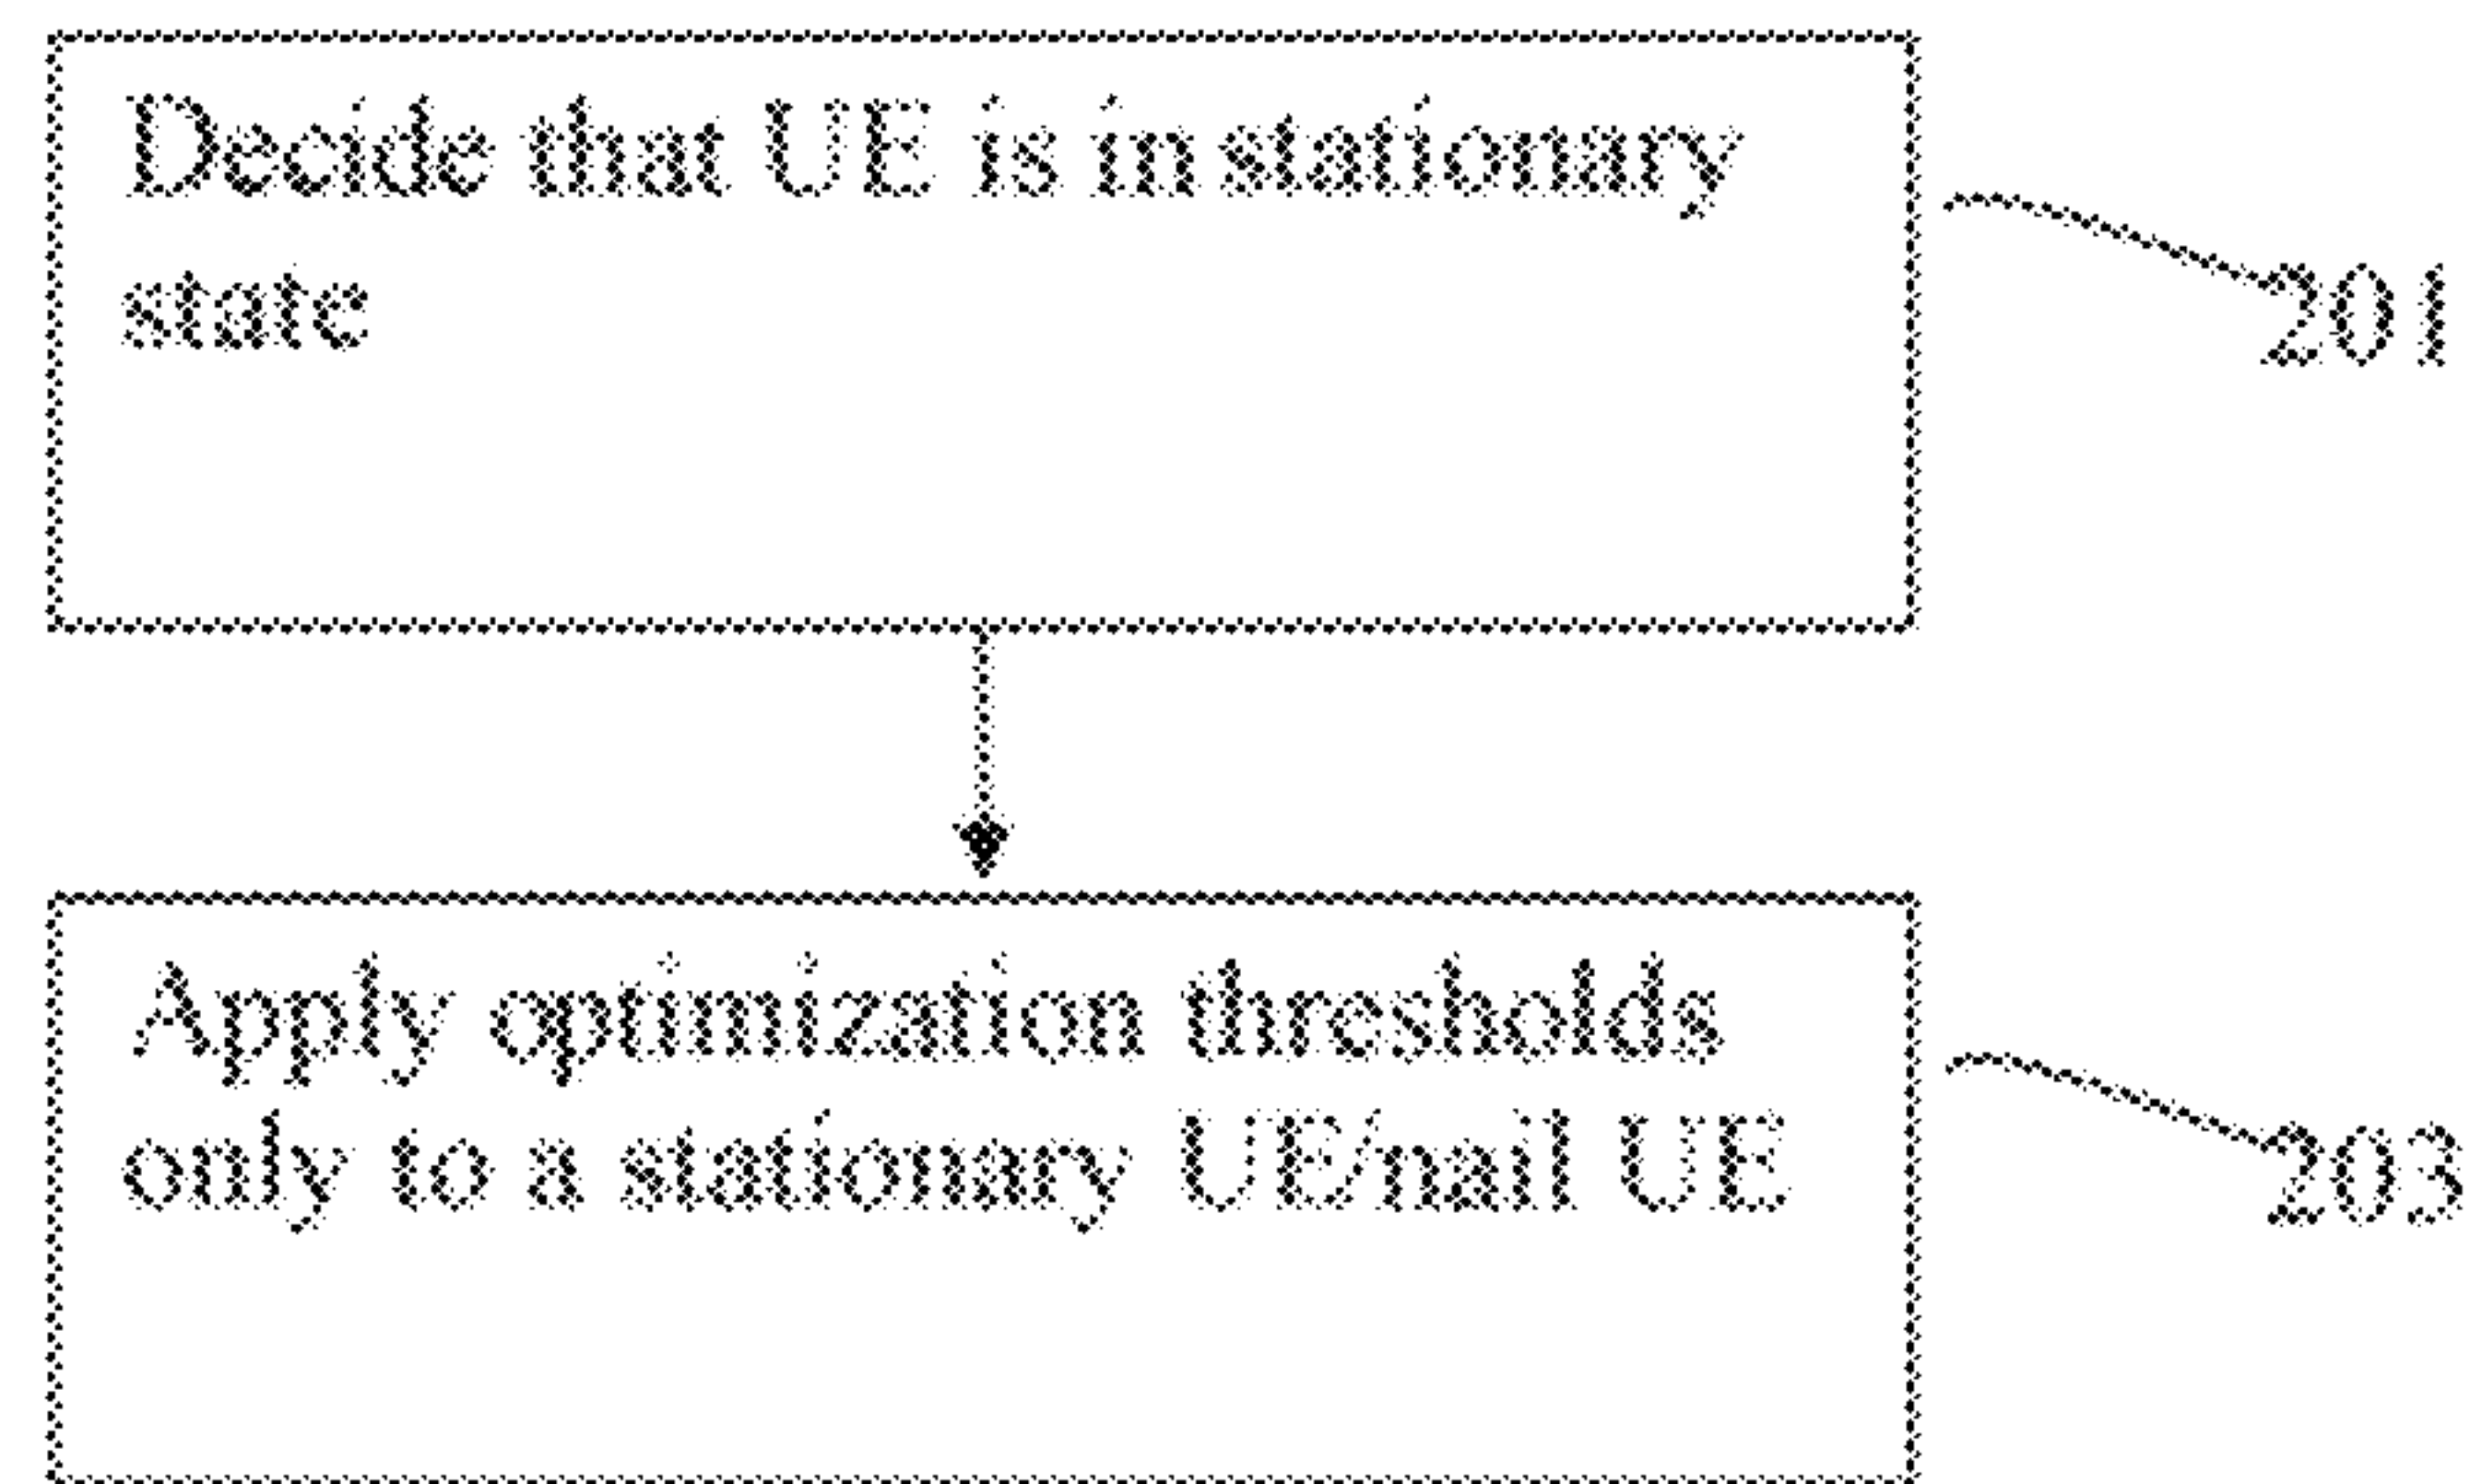 Decide that UE is in stationary
state
201
Apply optimization thresholds
only to a stationary UE/nail UE
203